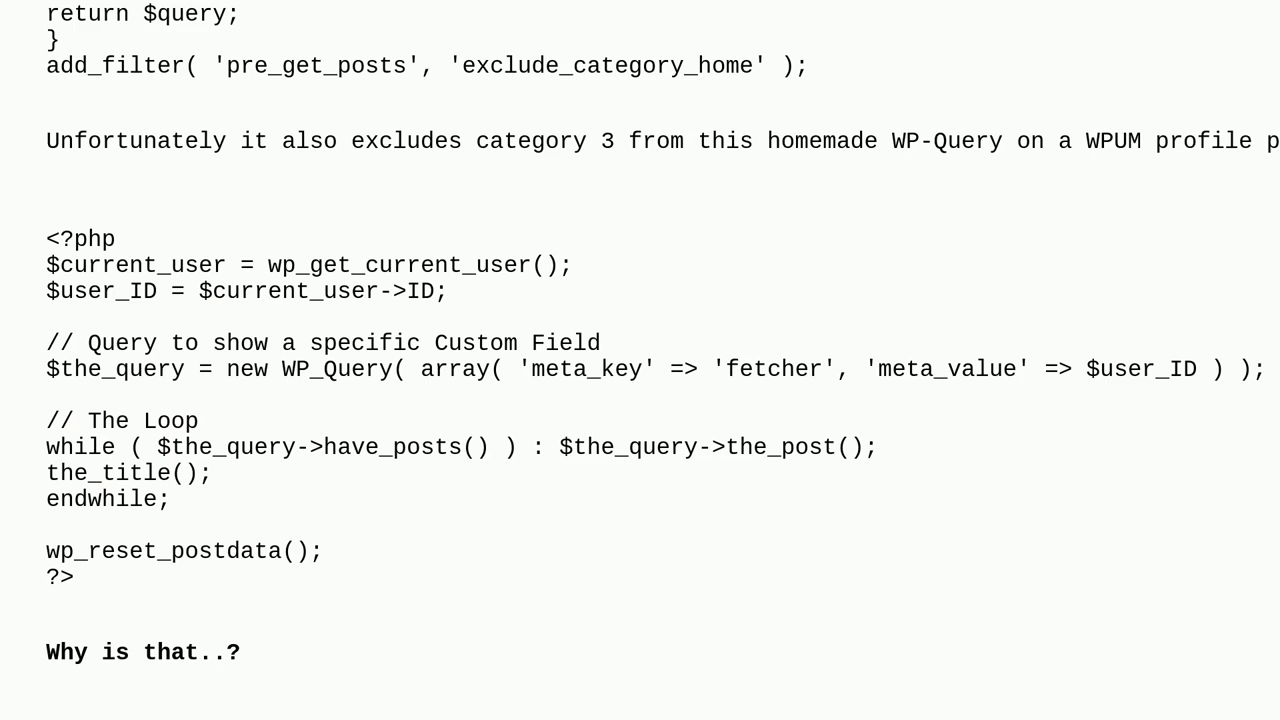 return $query;
}
add_filter( 'pre_get_posts', 'exclude_category_home' );
Unfortunately it also excludes category 3 from this homemade WP-Query on a WPUM profile p
<?php
$current_user = wp_get_current_user();
$user_ID = $current_user->ID;
// Query to show a specific Custom Field
$the_query = new WP_Query( array( 'meta_key' => 'fetcher', 'meta_value' => $user_ID ) );
// The Loop
while ( $the_query->have_posts() ) : $the_query->the_post();
the_title();
endwhile;
wp_reset_postdata();
?>
Why is that..?